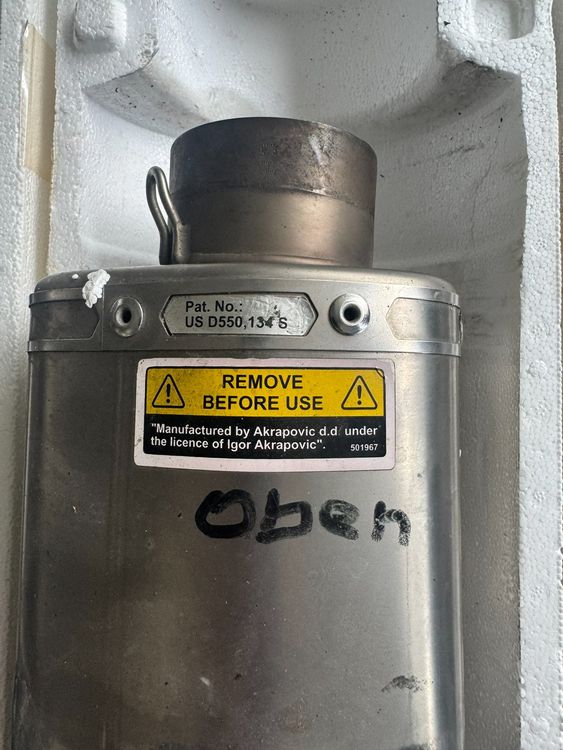 Pat. No.:
US D550,134 S
REMOVE
BEFORE USE
"Manufactured by Akrapovic d.d under
the licence of Igor Akrapovic".
501967
Oben